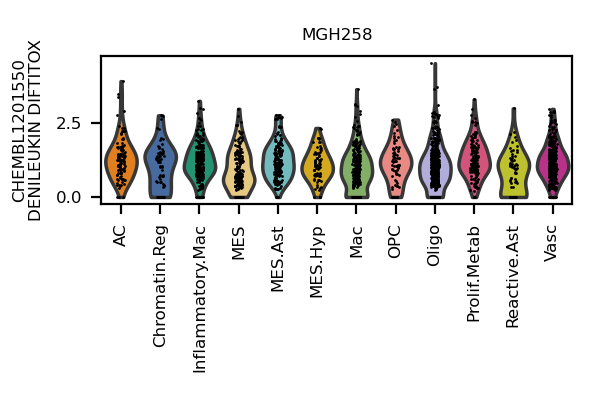 MGH258
CHEMBL1201550
DENILEUKIN DIFTITOX
2.5
0.0
AC
Chromatin.Reg
Inflammatory.Mac
MES
MES.Ast
MES.Hyp
Mac
OPC
Oligo
Prolif.Metab
Reactive.Ast
Vasc